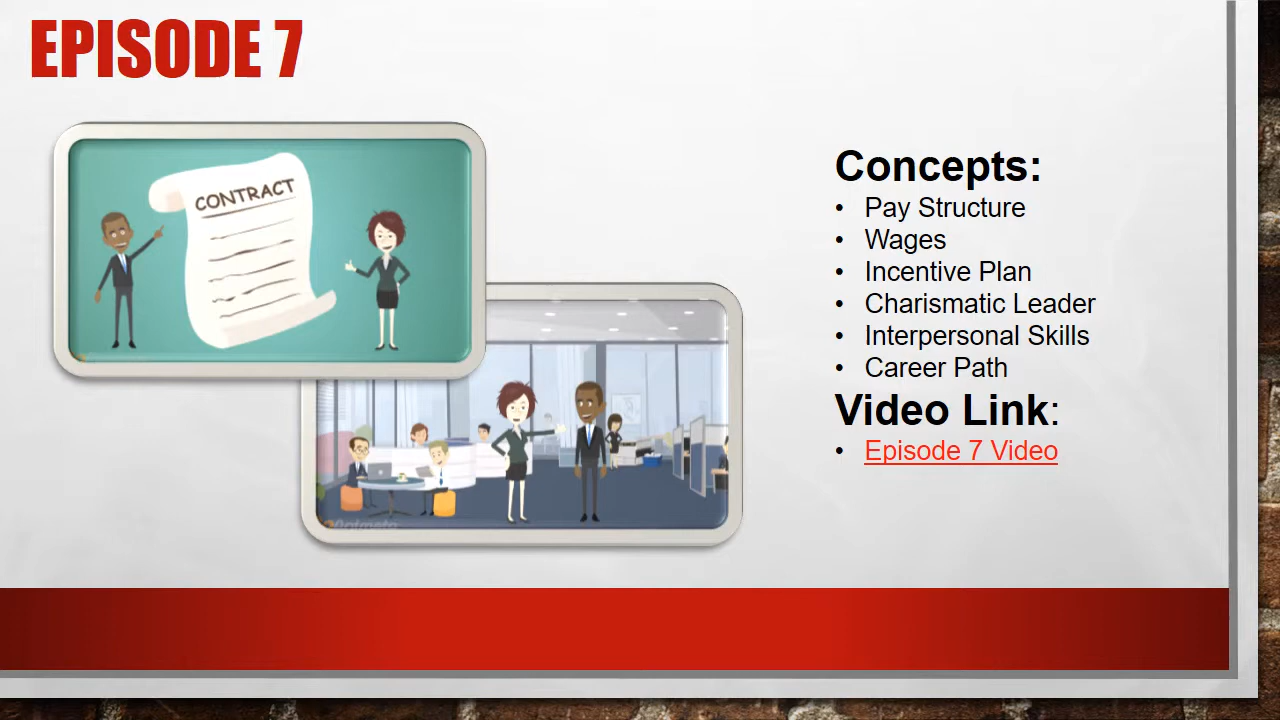 EPISODE 7
CONTRACT
Concepts:
• Pay Structure
• Wages
• Incentive Plan
• Charismatic Leader
• Interpersonal Skills
• Career Path
Video Link:
• Episode 7 Video